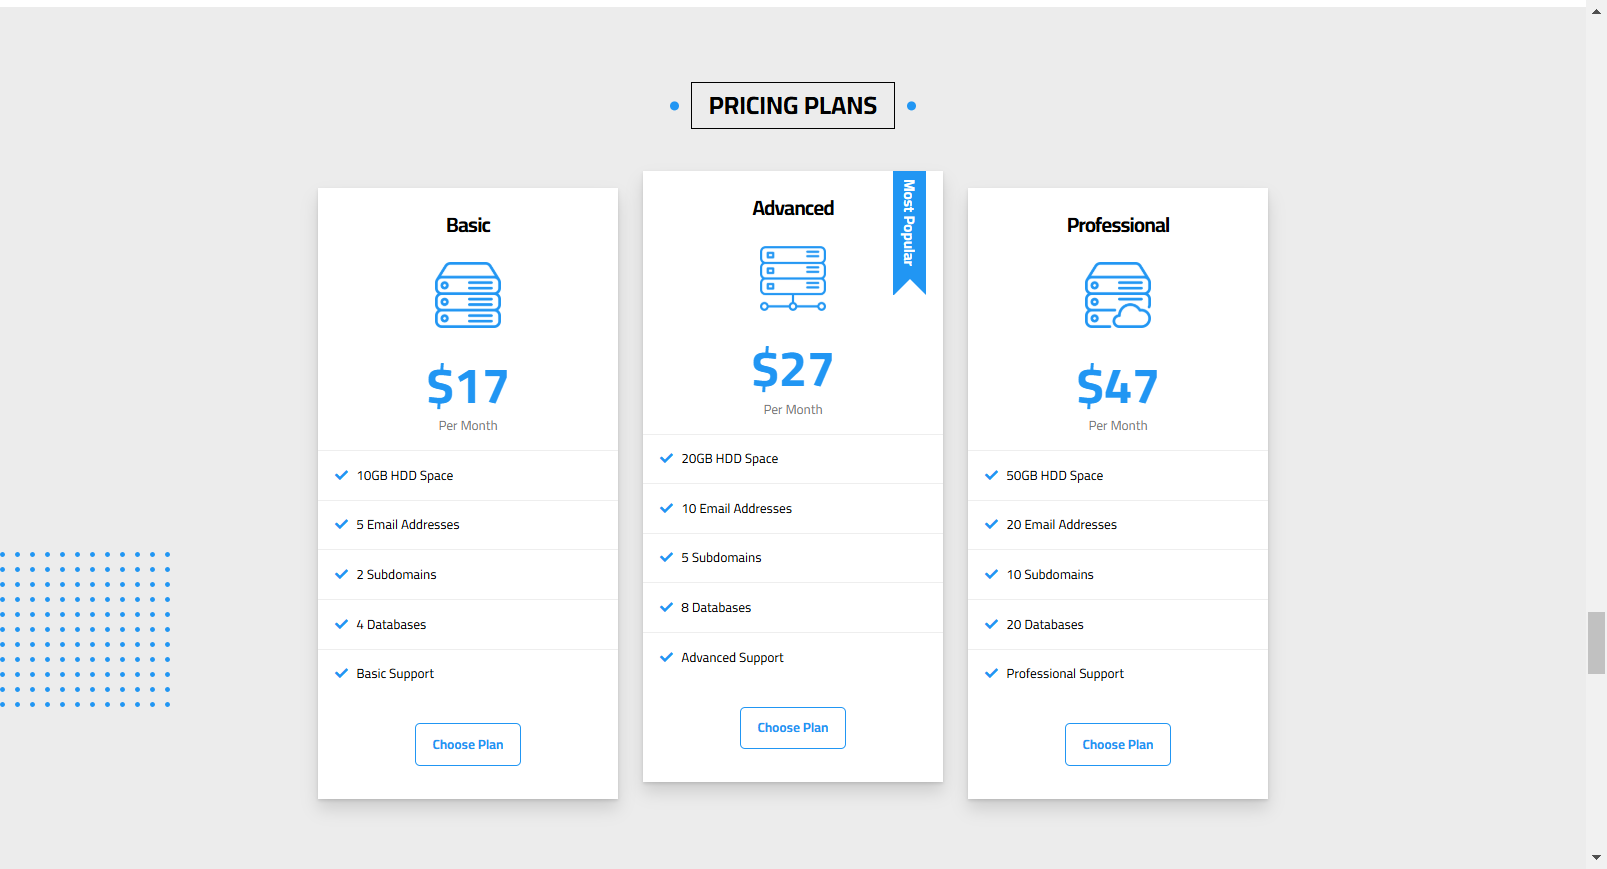 PRICING PLANS
Basic
$17
Per Month
10GB HDD Space
5 Email Addresses
2 Subdomains
4 Databases
Basic Support
Choose Plan
Most Popular
Advanced
$27
Per Month
20GB HDD Space
10 Email Addresses
5 Subdomains
8 Databases
Advanced Support
Choose Plan
Professional
$47
Per Month
50GB HDD Space
20 Email Addresses
10 Subdomains
20 Databases
Professional Support
Choose Plan